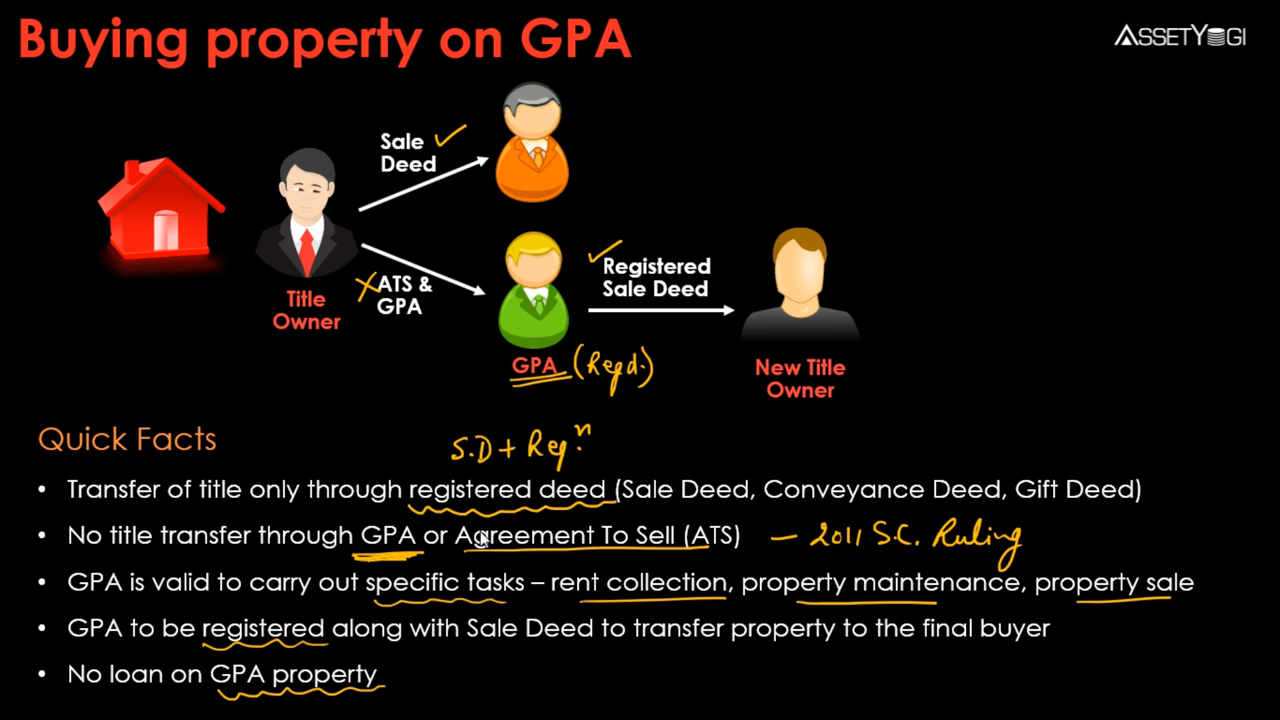 Buying property on GPA
ASSETYOGI
Sale
Deed
ATS &
GPA
Registered
Sale Deed
Title
Owner
GPA (Regd.)
New Title
Owner
Quick Facts
S.D + Reg.n
• Transfer of title only through registered deed (Sale Deed, Conveyance Deed, Gift Deed)
• No title transfer through GPA or Agreement To Sell (ATS) – 2011 S.C. Ruling
• GPA is valid to carry out specific tasks – rent collection, property maintenance, property sale
• GPA to be registered along with Sale Deed to transfer property to the final buyer
• No loan on GPA property